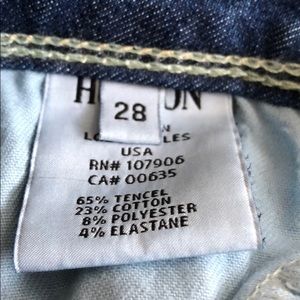 28
USA
RN# 107906
CA# 00635
65% TENCEL
23% COTTON
8% POLYESTER
4% ELASTANE